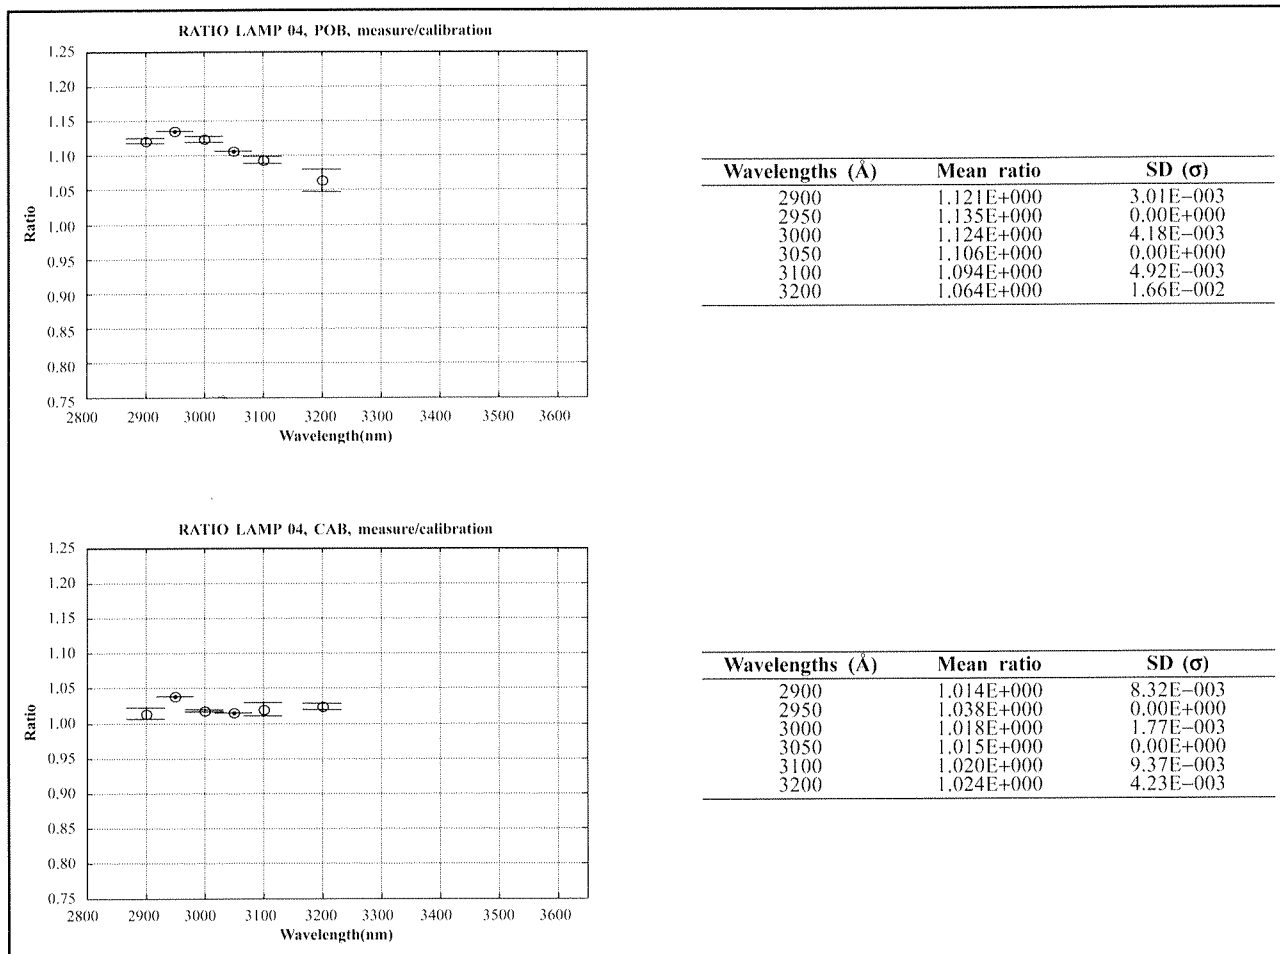 RATIO LAMP 04, POB, measure/calibration
1.25
1.20
1.15
1.10
1.05
1.00
0.95
0.90
0.85
0.80
0.75
Ratio
2800 2900 3000 3100 3200 3300 3400 3500 3600
Wavelength(nm)
Wavelengths (Å) Mean ratio SD (σ)
2900 1.121E+000 3.01E−003
2950 1.135E+000 0.00E+000
3000 1.124E+000 4.18E−003
3050 1.106E+000 0.00E+000
3100 1.094E+000 4.92E−003
3200 1.064E+000 1.66E−002
RATIO LAMP 04, CAB, measure/calibration
1.25
1.20
1.15
1.10
1.05
1.00
0.95
0.90
0.85
0.80
0.75
Ratio
2800 2900 3000 3100 3200 3300 3400 3500 3600
Wavelength(nm)
Wavelengths (Å) Mean ratio SD (σ)
2900 1.014E+000 8.32E−003
2950 1.038E+000 0.00E+000
3000 1.018E+000 1.77E−003
3050 1.015E+000 0.00E+000
3100 1.020E+000 9.37E−003
3200 1.024E+000 4.23E−003